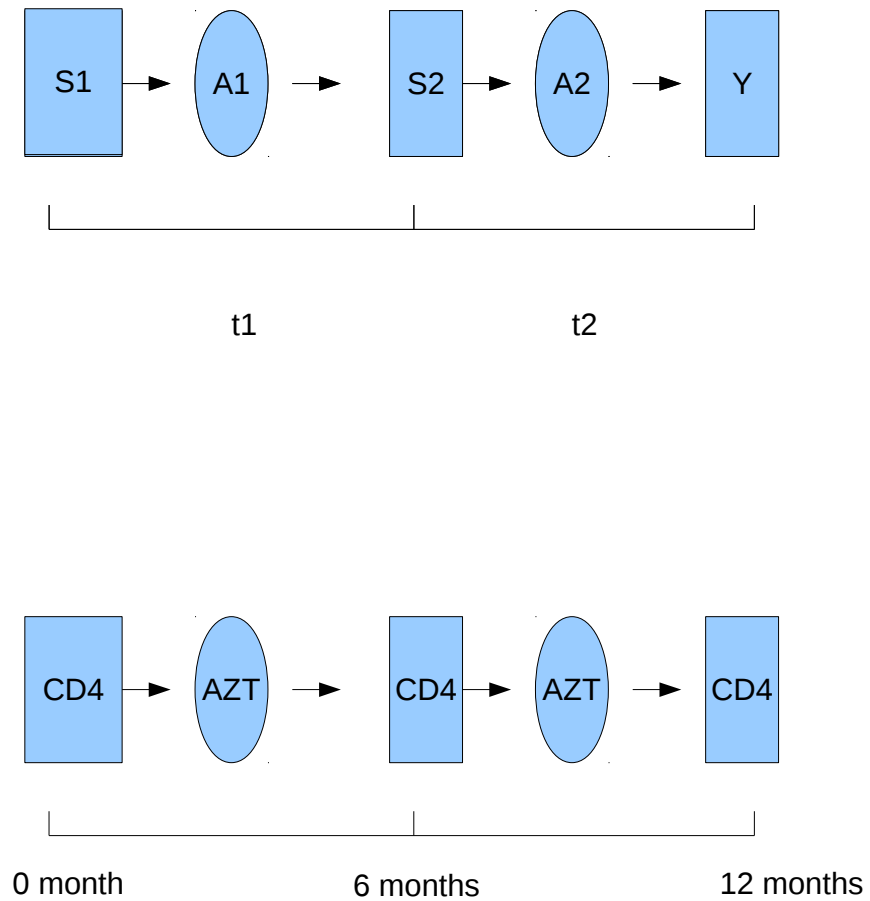 S1 A1 S2 A2 Y
t1 t2
CD4 AZT CD4 AZT CD4
0 month 6 months 12 months